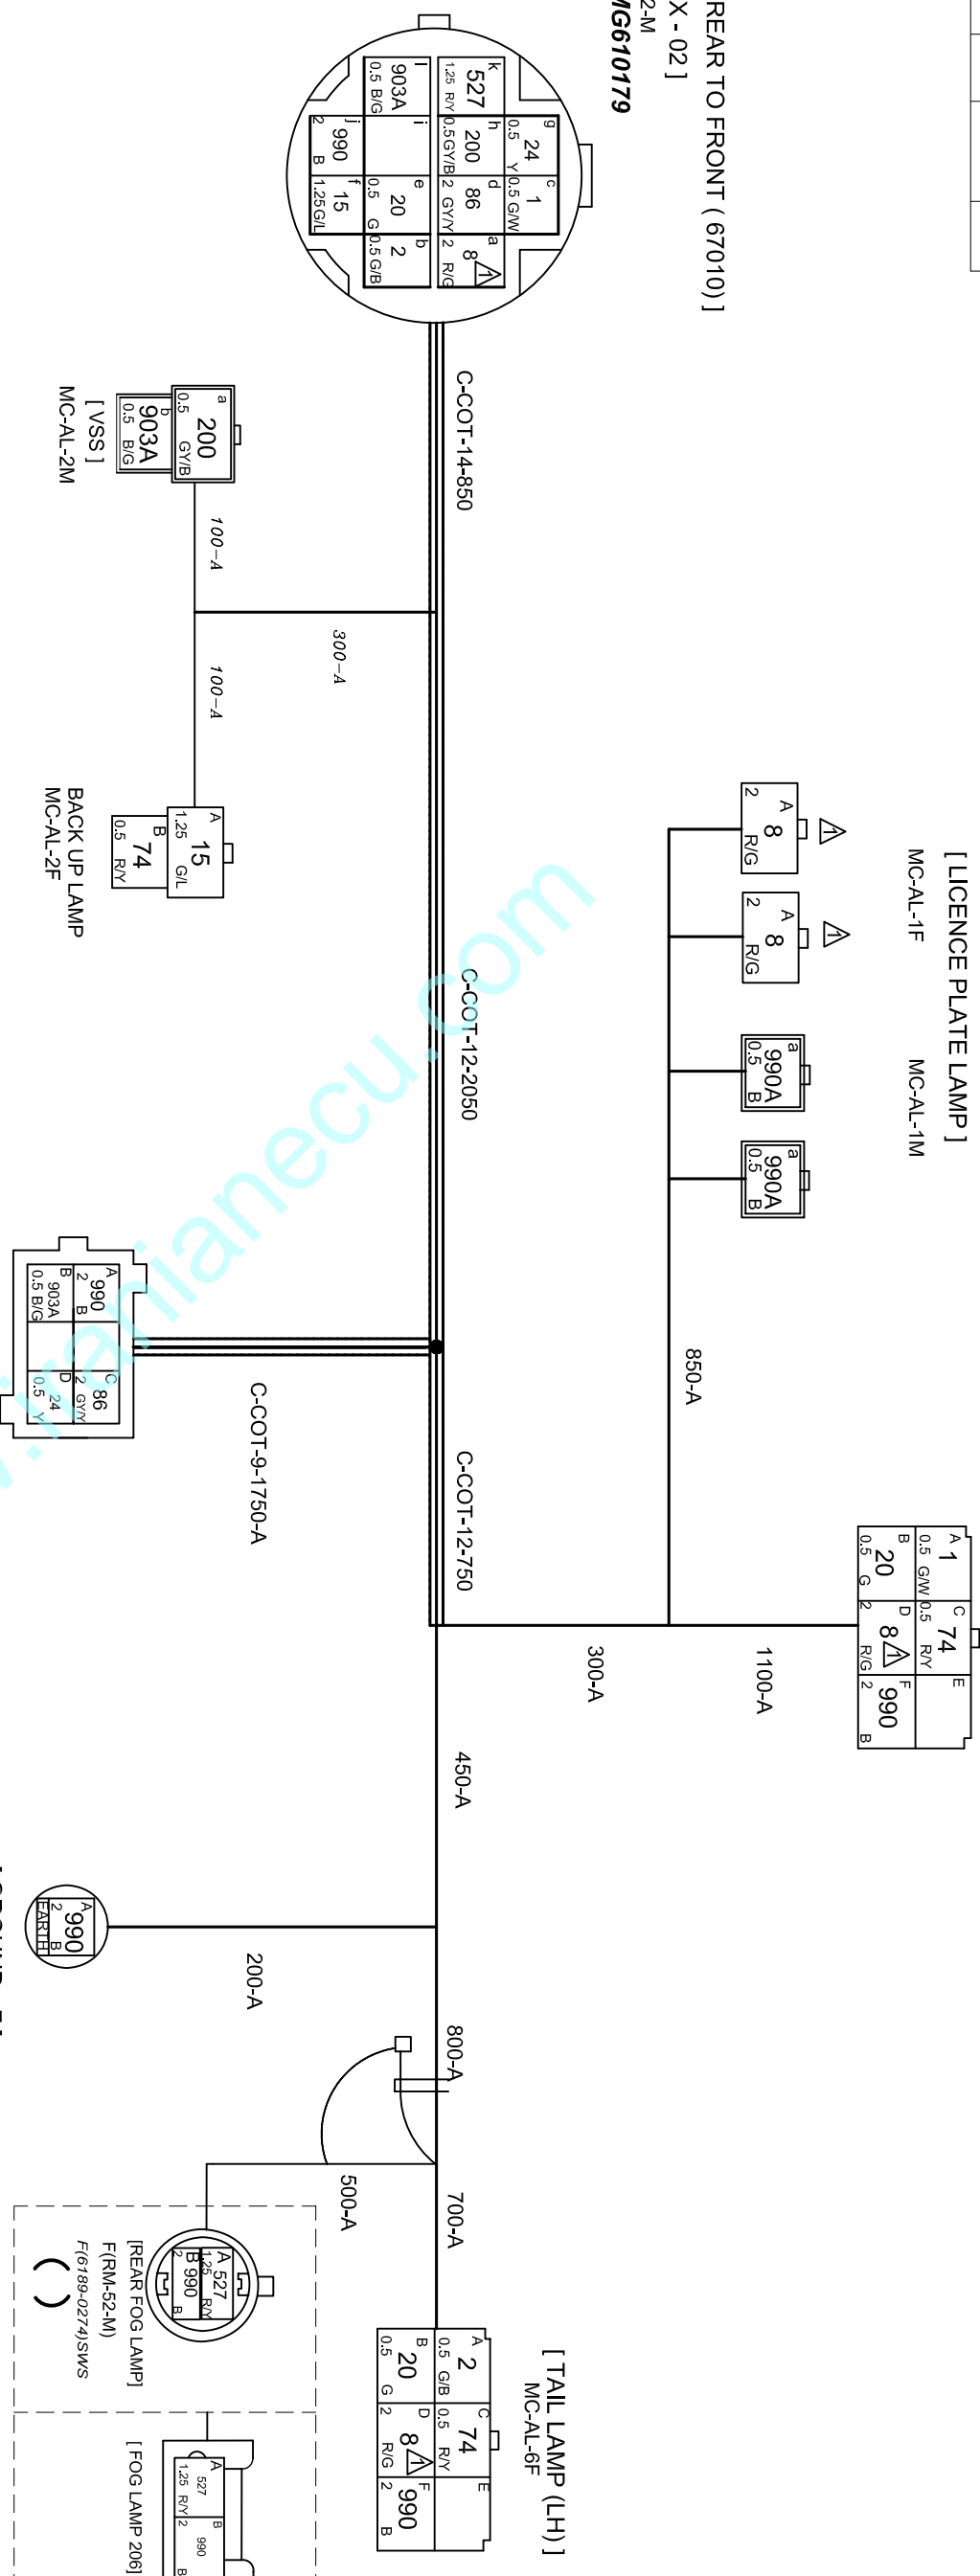 REAR TO FRONT ( 67010) ]
X - 02 ]
2-M
MG610179
k 527 1.25 R/Y
g 24 0.5 Y
c 1 0.5 G/W
h 200 0.5 GY/B
d 86 2 GY/Y
a 8 1 2 R/G
l 903A 0.5 B/G
i
e 20 0.5 G
b 2 0.5 G/B
j 990 2 B
f 15 1.25 G/L
C-COT-14-850
a 200 0.5 GY/B
b 903A 0.5 B/G
[ VSS ]
MC-AL-2M
100-A
300-A
100-A
A 15 1.25 G/L
B 74 0.5 R/Y
BACK UP LAMP
MC-AL-2F
[ LICENCE PLATE LAMP ]
MC-AL-1F
MC-AL-1M
1
A 8 2 R/G
1
A 8 2 R/G
a 990A 0.5 B
a 990A 0.5 B
850-A
C-COT-12-2050
A 990 2 B
B 903A 0.5 B/G
C 86 2 GY/Y
D 24 0.5 Y
C-COT-9-1750-A
C-COT-12-750
A 1 0.5 G/W
C 74 0.5 R/Y
E
B 20 0.5 G
D 8 1 2 R/G
F 990 2 B
300-A
1100-A
450-A
A 990 2 B
EARTH
200-A
800-A
500-A
700-A
[REAR FOG LAMP]
F(RM-52-M)
F(6189-0274)SWS
( )
A 527 1.25 R/Y
B 990 2 B
[ FOG LAMP 206]
A 527 1.25 R/Y
B 990 2 B
[ TAIL LAMP (LH) ]
MC-AL-6F
A 2 0.5 G/B
C 74 0.5 R/Y
E
B 20 0.5 G
D 8 1 2 R/G
F 990 2 B
.iranianecu.com